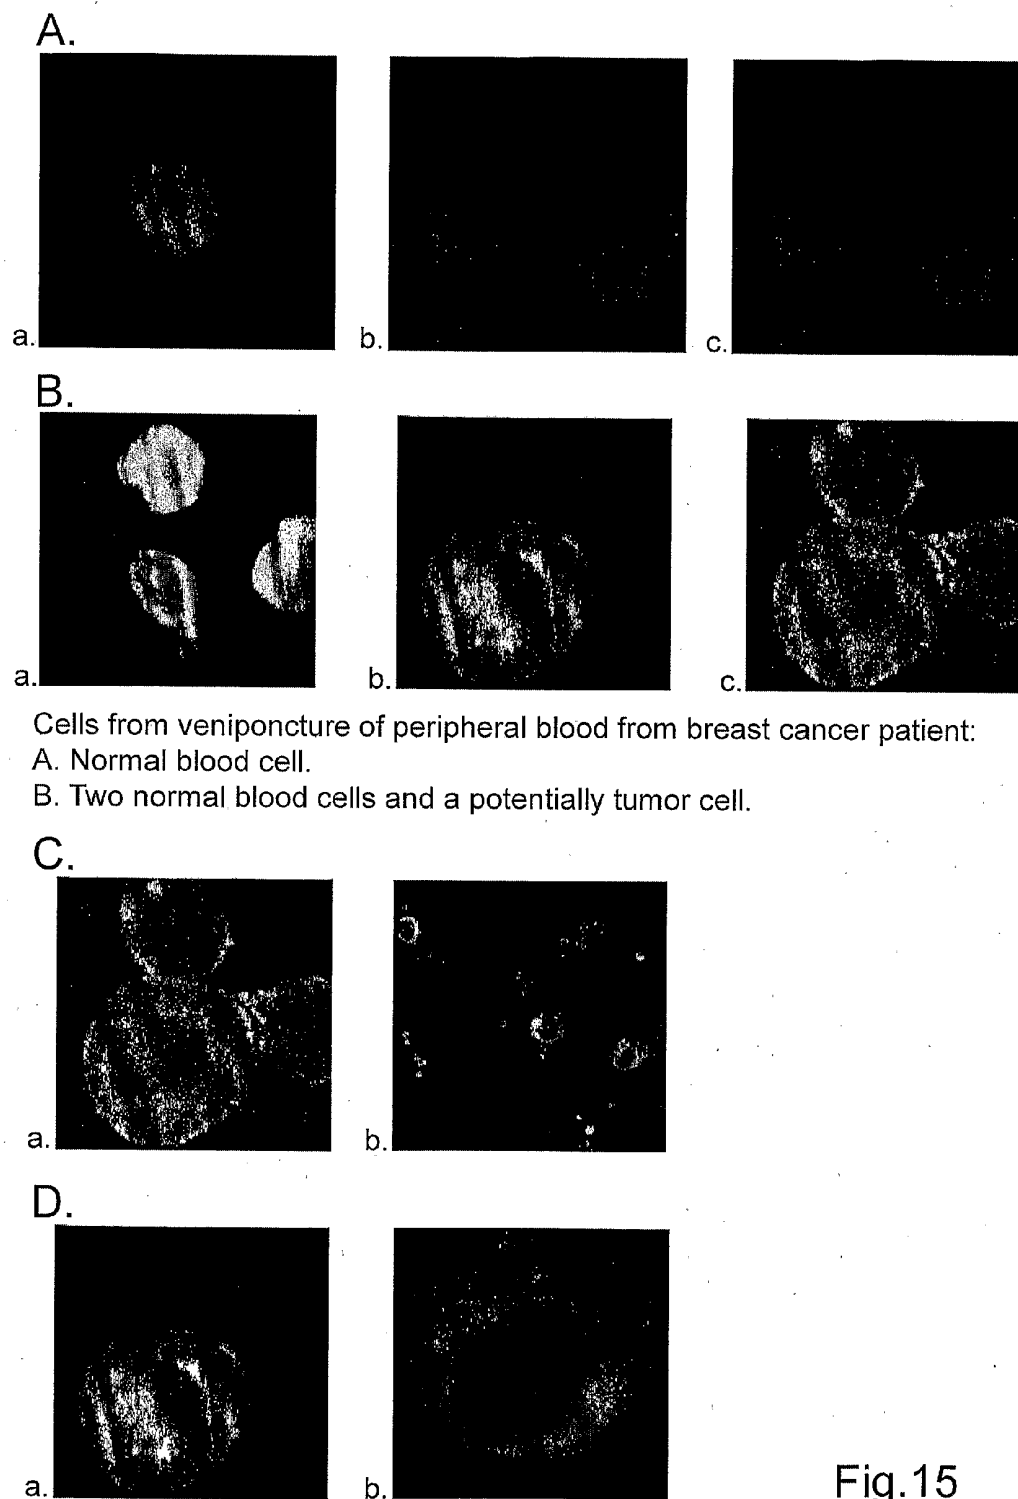 A.
a. b. c.
B.
a. b. c.
Cells from veniponcture of peripheral blood from breast cancer patient:
A. Normal blood cell.
B. Two normal blood cells and a potentially tumor cell.
C.
a. b.
D.
a. b.
Fig.15